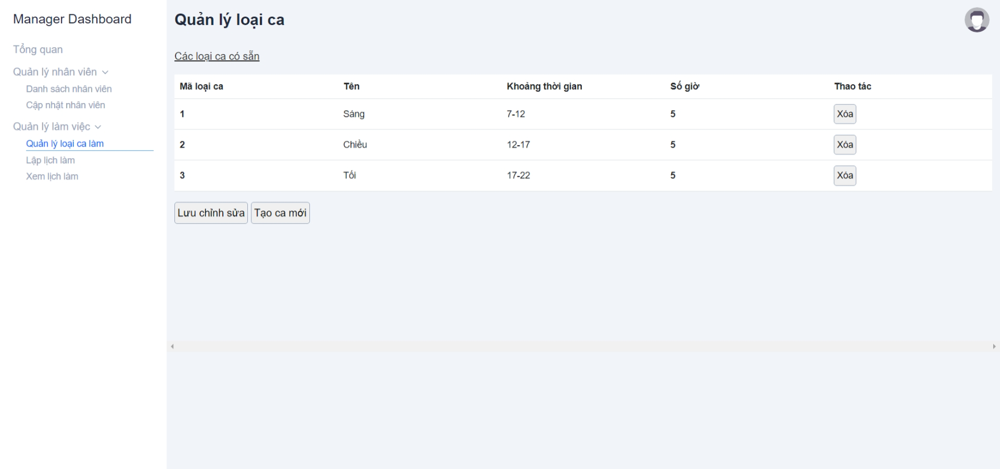 Manager Dashboard
Tổng quan
Quản lý nhân viên
Danh sách nhân viên
Cập nhật nhân viên
Quản lý làm việc
Quản lý loại ca làm
Lập lịch làm
Xem lịch làm
Quản lý loại ca
Các loại ca có sẵn
Mã loại ca Tên Khoảng thời gian Số giờ Thao tác
1 Sáng 7-12 5 Xóa
2 Chiều 12-17 5 Xóa
3 Tối 17-22 5 Xóa
Lưu chỉnh sửa Tạo ca mới